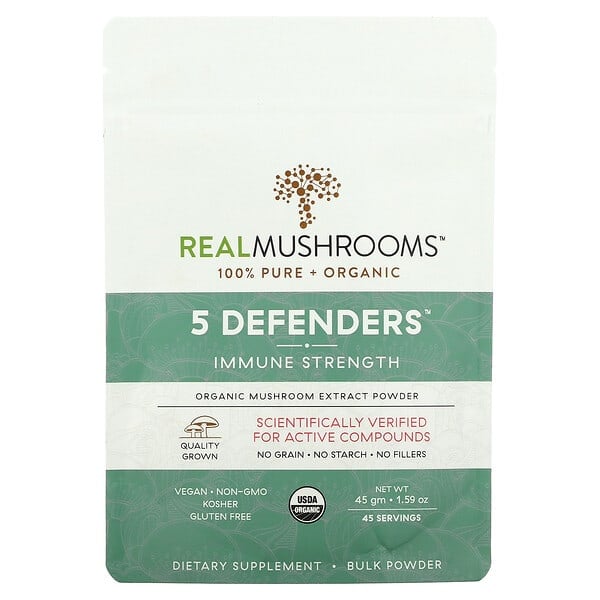 REALMUSHROOMS™
100% PURE + ORGANIC
5 DEFENDERS™
IMMUNE STRENGTH
ORGANIC MUSHROOM EXTRACT POWDER
QUALITY
GROWN
SCIENTIFICALLY VERIFIED
FOR ACTIVE COMPOUNDS
NO GRAIN • NO STARCH • NO FILLERS
VEGAN • NON-GMO
KOSHER
GLUTEN FREE
USDA
ORGANIC
NET WT
45 gm • 1.59 oz
45 SERVINGS
DIETARY SUPPLEMENT • BULK POWDER